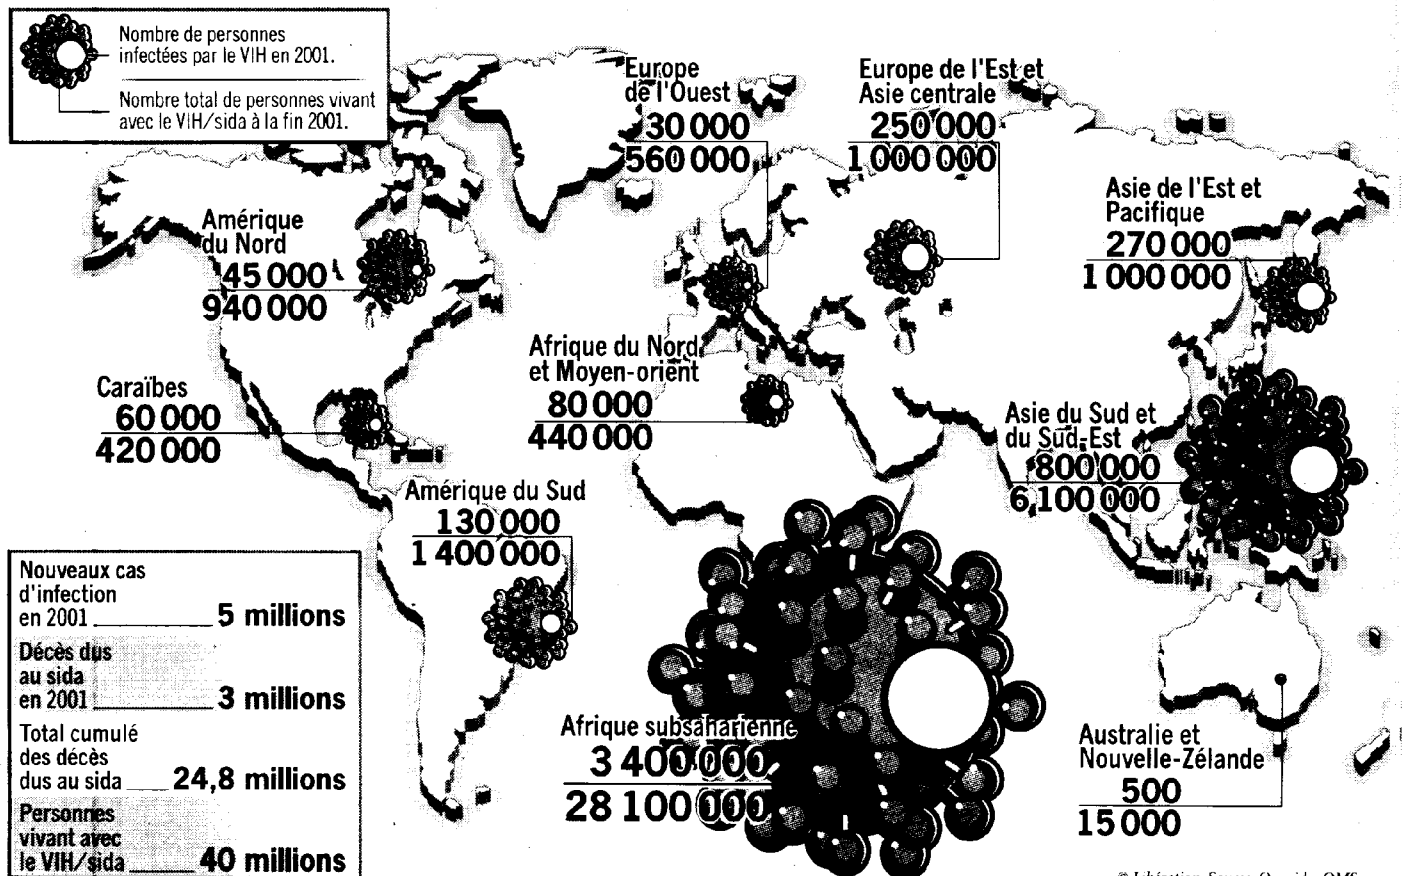 Nombre de personnes
infectées par le VIH en 2001.
Nombre total de personnes vivant
avec le VIH/sida à la fin 2001.
Europe
de l'Ouest
30 000
560 000
Europe de l'Est et
Asie centrale
250 000
1 000 000
Asie de l'Est et
Pacifique
270 000
1 000 000
Amérique
du Nord
45 000
940 000
Afrique du Nord
et Moyen-orient
80 000
440 000
Caraïbes
60 000
420 000
Asie du Sud et
du Sud-Est
800 000
6 100 000
Amérique du Sud
130 000
1 400 000
Afrique subsaharienne
3 400 000
28 100 000
Australie et
Nouvelle-Zélande
500
15 000
Nouveaux cas
d'infection
en 2001 5 millions
Décès dus
au sida
en 2001 3 millions
Total cumulé
des décès
dus au sida 24,8 millions
Personnes
vivant avec
le VIH/sida 40 millions